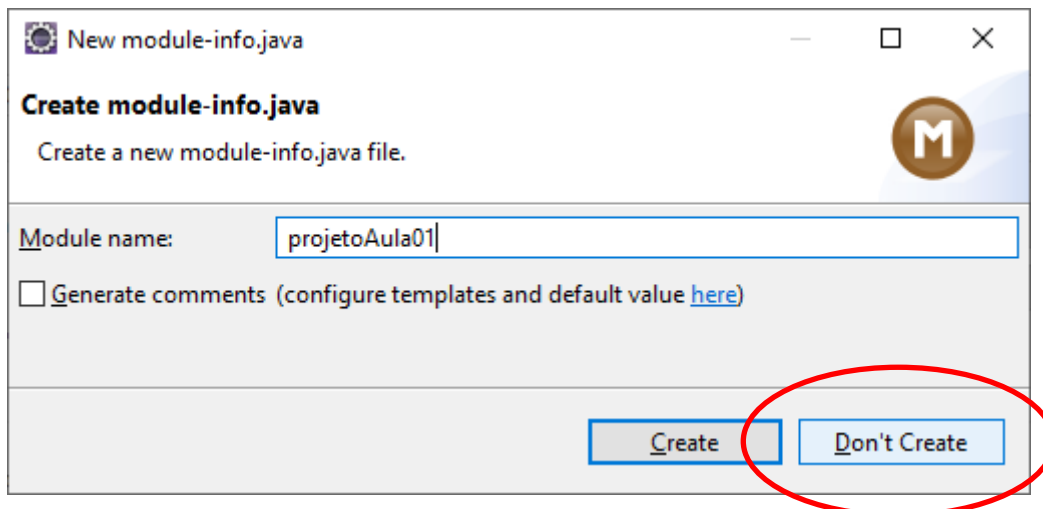 New module-info.java
Create module-info.java
Create a new module-info.java file.
M
Module name: projetoAula01
Generate comments (configure templates and default value here)
Create Don't Create